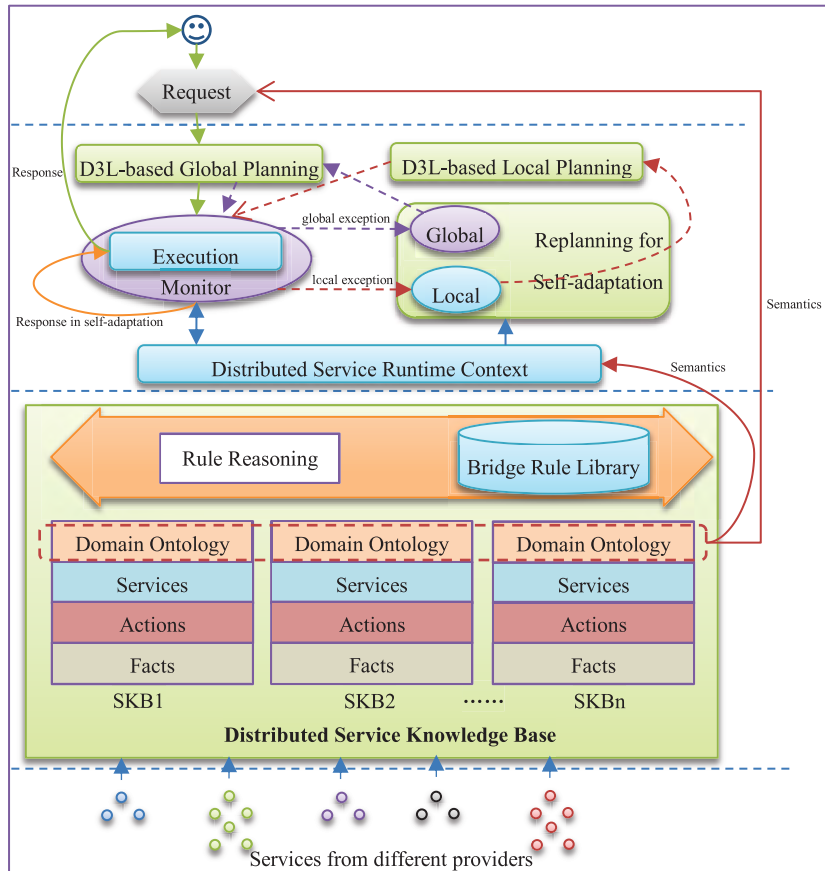 Request
Response
D3L-based Global Planning
D3L-based Local Planning
global exception
Global
Replanning for
Self-adaptation
Execution
Monitor
local exception
Local
Response in self-adaptation
Semantics
Distributed Service Runtime Context
Semantics
Rule Reasoning
Bridge Rule Library
Domain Ontology
Domain Ontology
Domain Ontology
Services
Services
Services
Actions
Actions
Actions
Facts
Facts
Facts
SKB1
SKB2
......
SKBn
Distributed Service Knowledge Base
Services from different providers